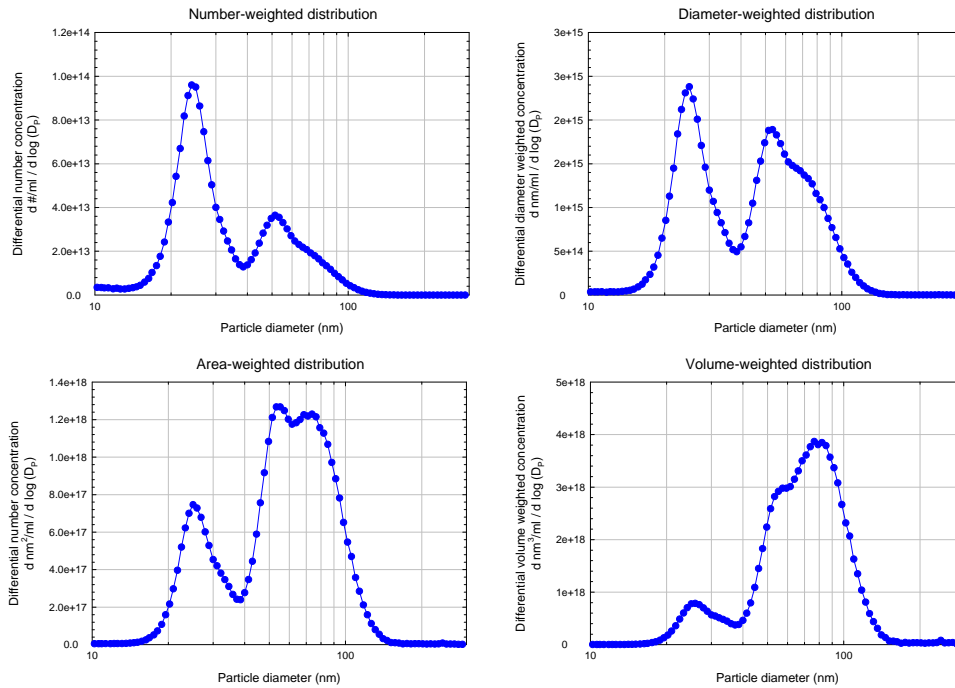 Number-weighted distribution
Differential number concentration
d #/ml / d log (Dₚ)
1.2e+14
1.0e+14
8.0e+13
6.0e+13
4.0e+13
2.0e+13
0.0
10
100
Particle diameter (nm)
Diameter-weighted distribution
Differential diameter weighted concentration
d nm/ml / d log (Dₚ)
3e+15
3e+15
2e+15
2e+15
1e+15
5e+14
0
10
100
Particle diameter (nm)
Area-weighted distribution
Differential number concentration
d nm²/ml / d log (Dₚ)
1.4e+18
1.2e+18
1.0e+18
8.0e+17
6.0e+17
4.0e+17
2.0e+17
0.0
10
100
Particle diameter (nm)
Volume-weighted distribution
Differential volume weighted concentration
d nm³/ml / d log (Dₚ)
5e+18
4e+18
3e+18
2e+18
1e+18
0
10
100
Particle diameter (nm)